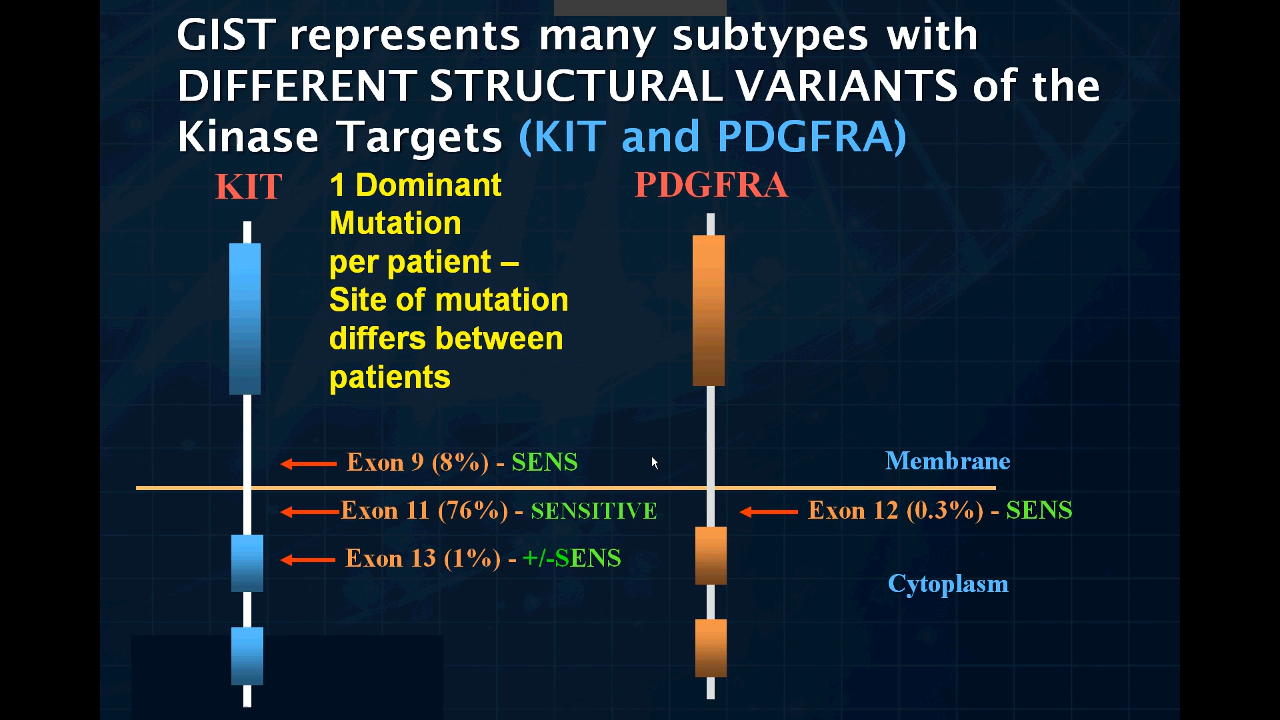 GIST represents many subtypes with
DIFFERENT STRUCTURAL VARIANTS of the
Kinase Targets (KIT and PDGFRA)
KIT
1 Dominant
Mutation
per patient –
Site of mutation
differs between
patients
PDGFRA
Exon 9 (8%) - SENS
Membrane
Exon 11 (76%) - SENSITIVE
Exon 12 (0.3%) - SENS
Exon 13 (1%) - +/-SENS
Cytoplasm